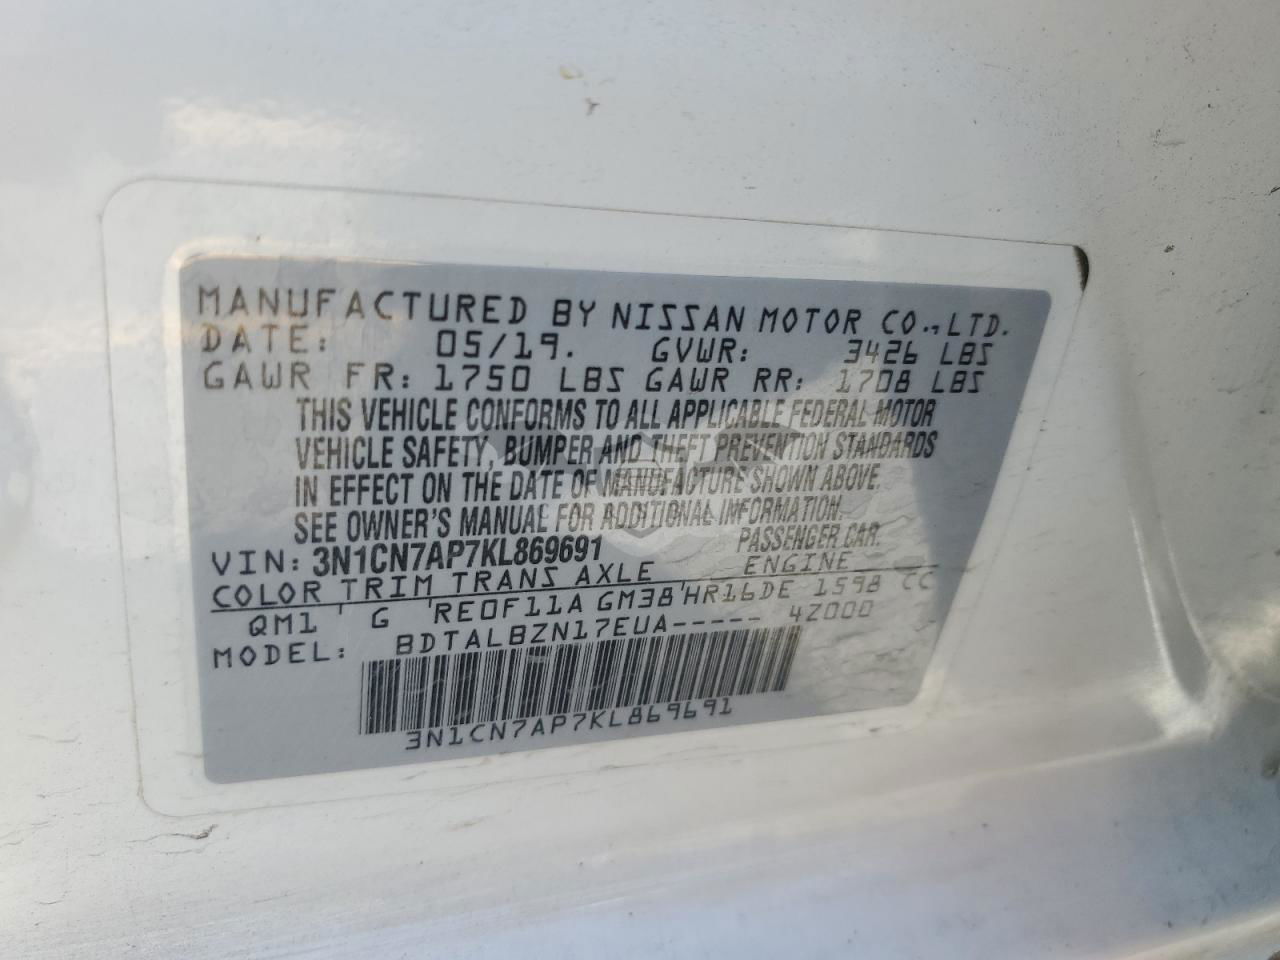 MANUFACTURED BY NISSAN MOTOR CO.,LTD.
DATE: 05/19. GVWR: 3426 LBS
GAWR FR: 1750 LBS GAWR RR: 1708 LBS
THIS VEHICLE CONFORMS TO ALL APPLICABLE FEDERAL MOTOR
VEHICLE SAFETY, BUMPER AND THEFT PREVENTION STANDARDS
IN EFFECT ON THE DATE OF MANUFACTURE SHOWN ABOVE.
SEE OWNER'S MANUAL FOR ADDITIONAL INFORMATION.
PASSENGER CAR.
VIN: 3N1CN7AP7KL869691
COLOR TRIM TRANS AXLE ENGINE
QM1 G RE0F11A GM38 HR16DE 1598 CC
MODEL: BDTALBZN17EUA----- 4Z000
3N1CN7AP7KL869691